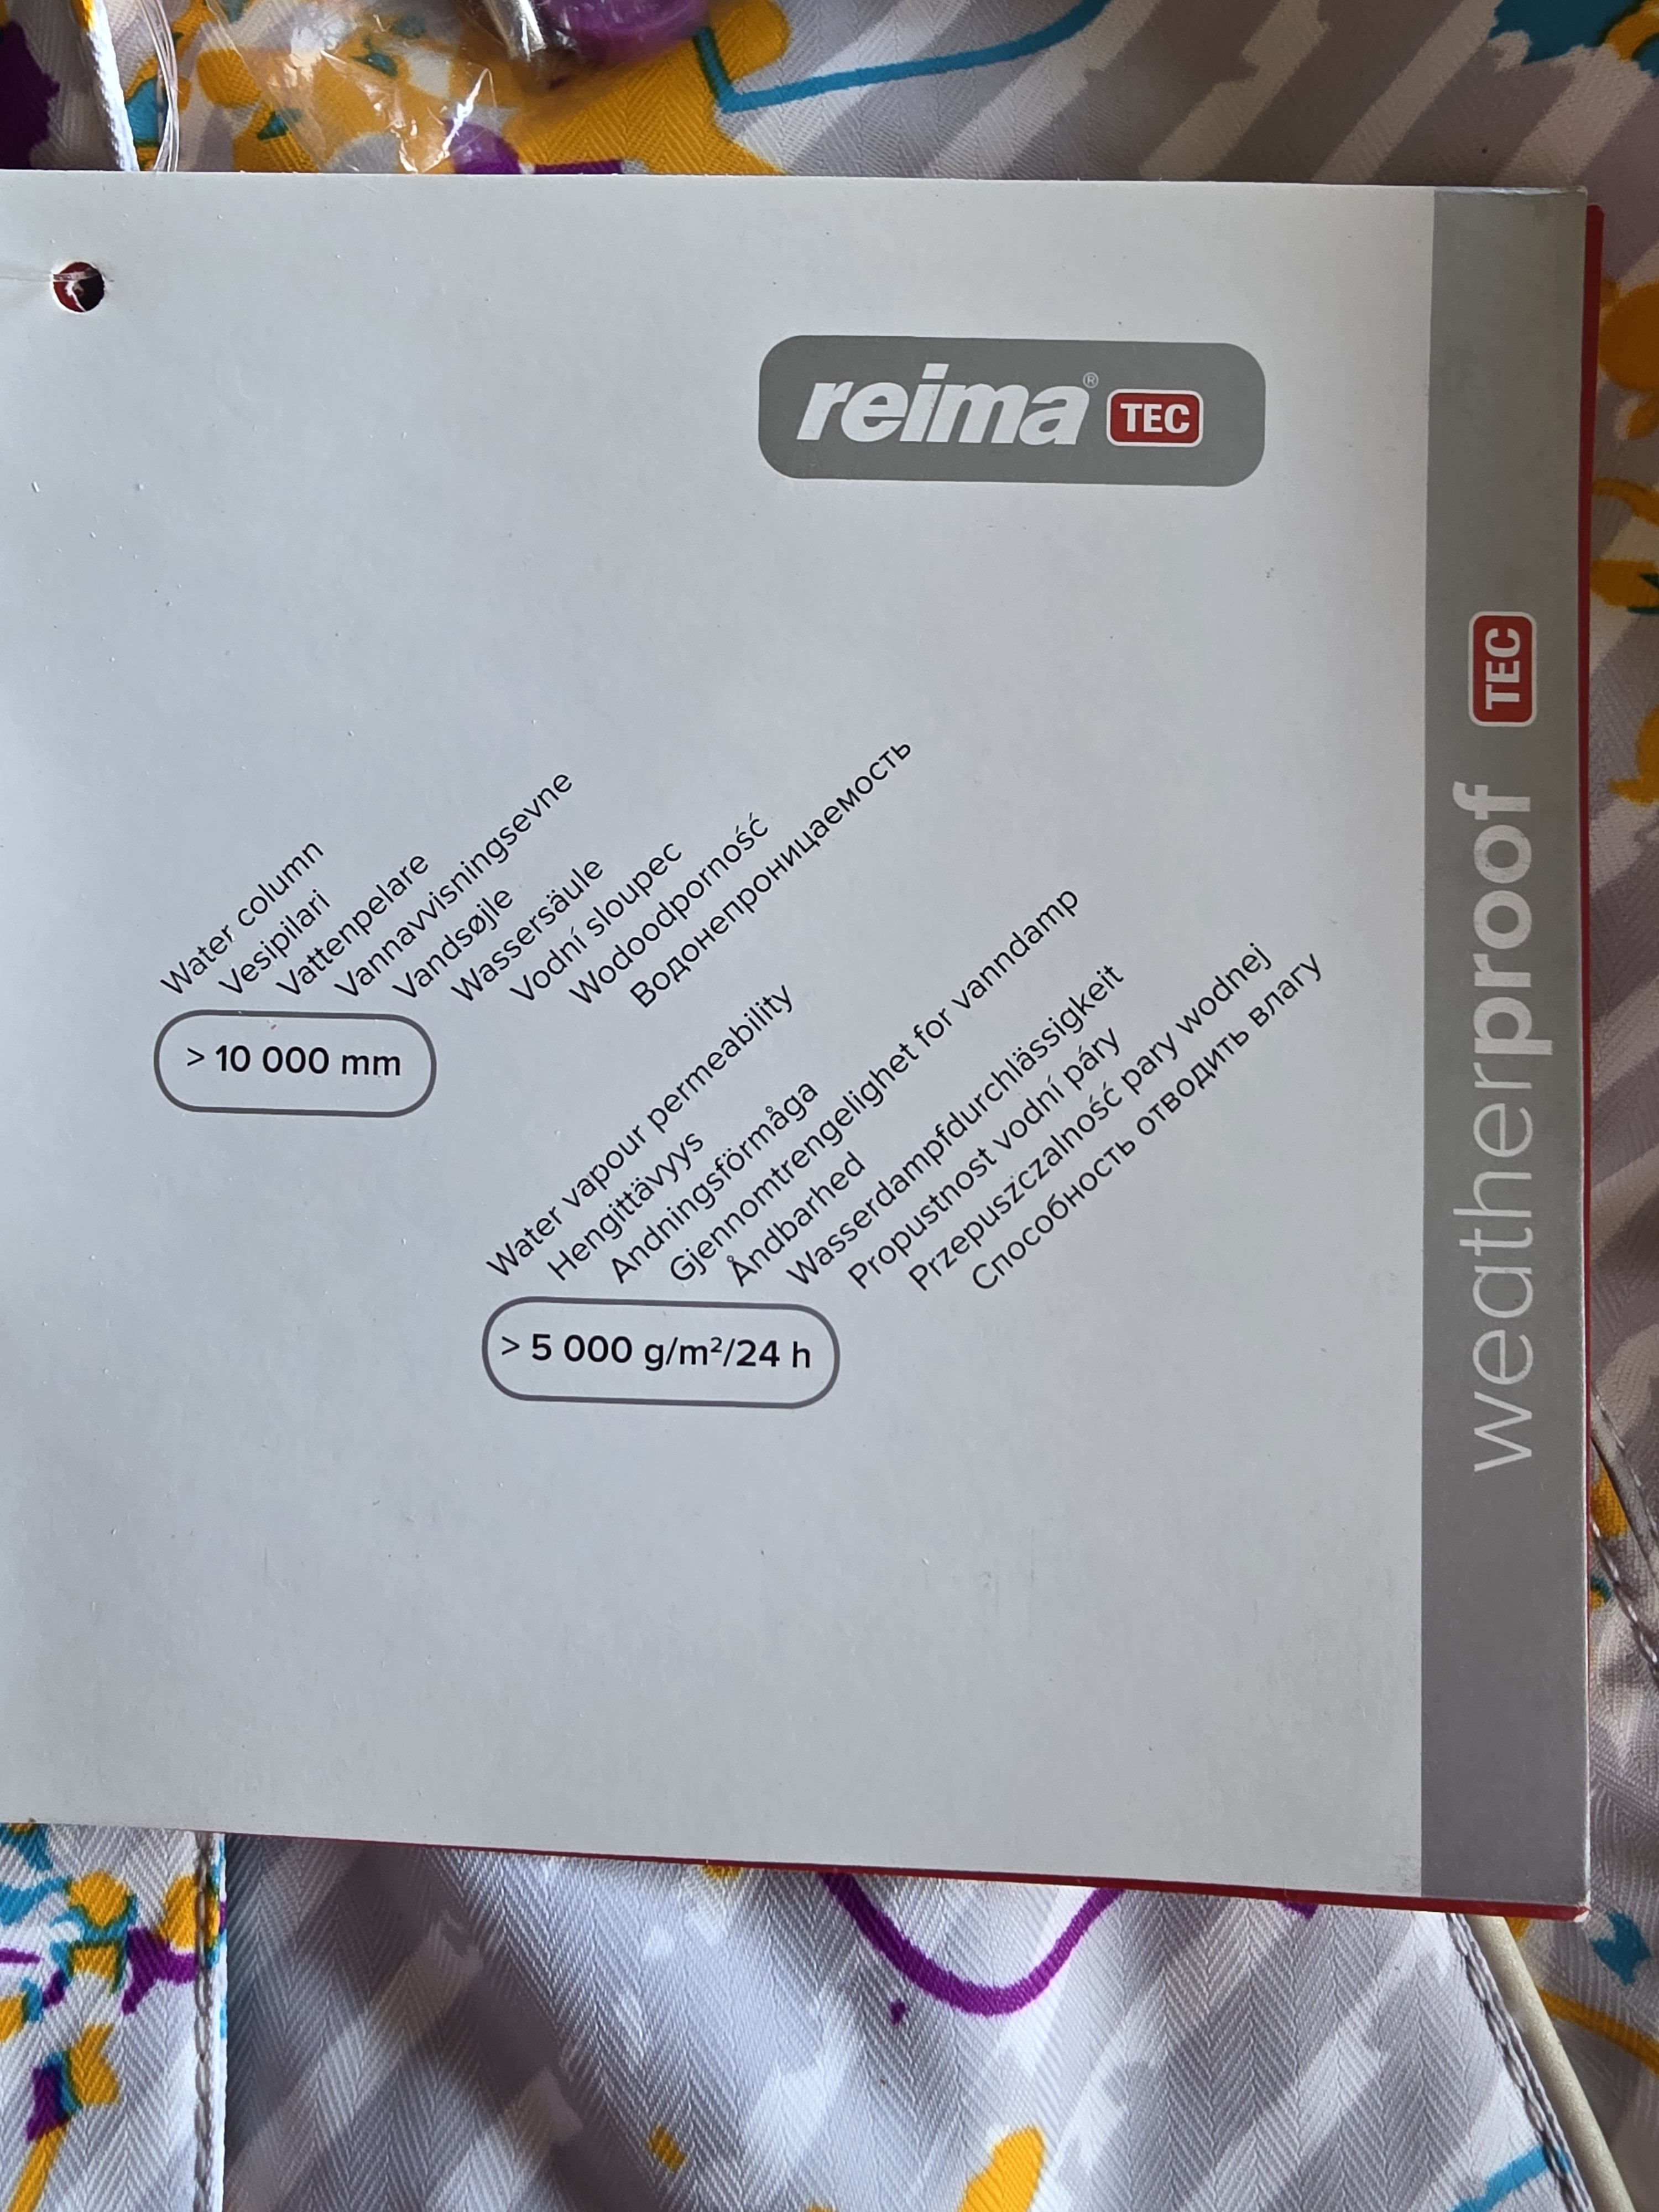 reima® TEC
Water column
Vesipilari
Vattenpelare
Vannavvisningsevne
Vandsøjle
Wassersäule
Vodní sloupec
Wodoodporność
Водонепроницаемость
> 10 000 mm
Water vapour permeability
Hengittävyys
Andningsförmåga
Gjennomtrengelighet for vanndamp
Åndbarhed
Wasserdampfdurchlässigkeit
Propustnost vodní páry
Przepuszczalność pary wodnej
Способность отводить влагу
> 5 000 g/m²/24 h
weatherproof TEC